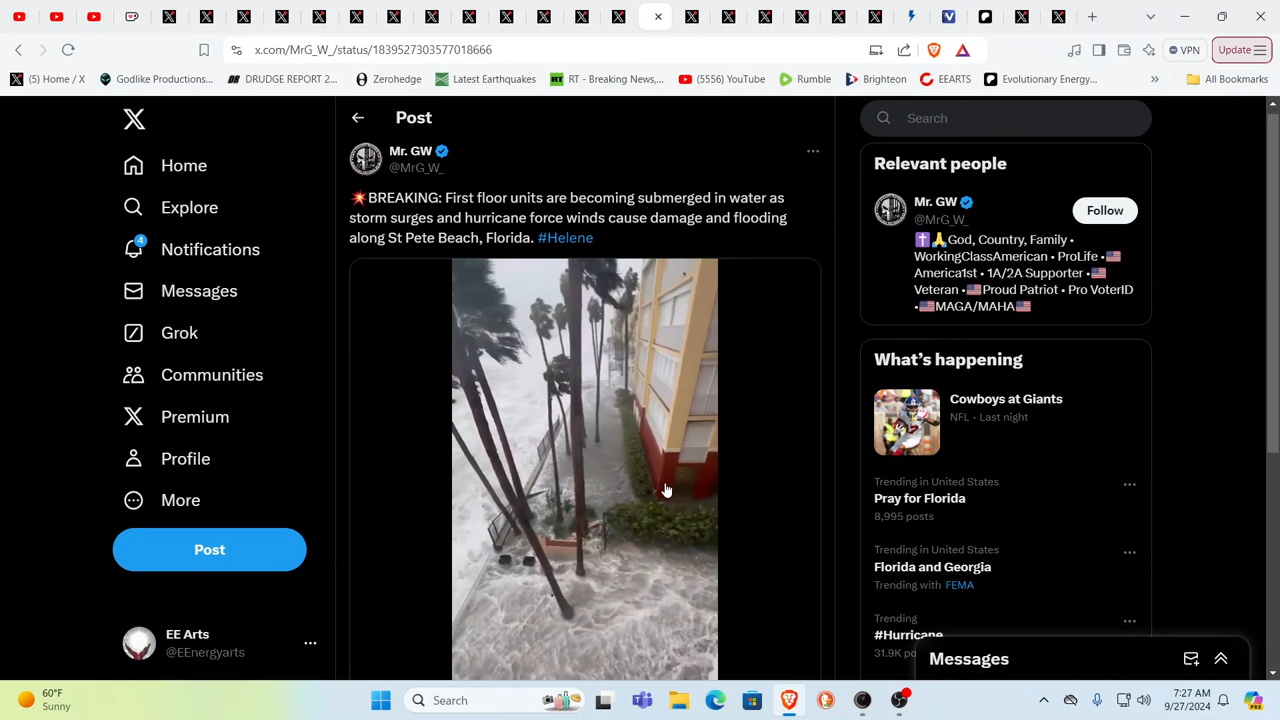 x.com/MrG_W_/status/1839527303577018666
VPN
Update
(5) Home / X
Godlike Productions...
DRUDGE REPORT 2...
Zerohedge
Latest Earthquakes
RT - Breaking News,...
(5555) YouTube
Rumble
Brighteon
EEARTS
Evolutionary Energy...
»
All Bookmarks
Home
Explore
4
Notifications
Messages
Grok
Communities
Premium
Profile
More
Post
EE Arts
@EEnergyarts
Post
Mr. GW
@MrG_W_
💥BREAKING: First floor units are becoming submerged in water as
storm surges and hurricane force winds cause damage and flooding
along St Pete Beach, Florida. #Helene
Search
Relevant people
Mr. GW
@MrG_W_
Follow
✝️🙏God, Country, Family •
WorkingClassAmerican • ProLife •🇺🇸
America1st • 1A/2A Supporter •🇺🇸
Veteran •🇺🇸Proud Patriot • Pro VoterID
•🇺🇸MAGA/MAHA🇺🇸
What's happening
Cowboys at Giants
NFL • Last night
Trending in United States
Pray for Florida
8,995 posts
Trending in United States
Florida and Georgia
Trending with FEMA
Trending
#Hurricane
31.9K po
Messages
60°F
Sunny
Search
7:27 AM
9/27/2024
PRE